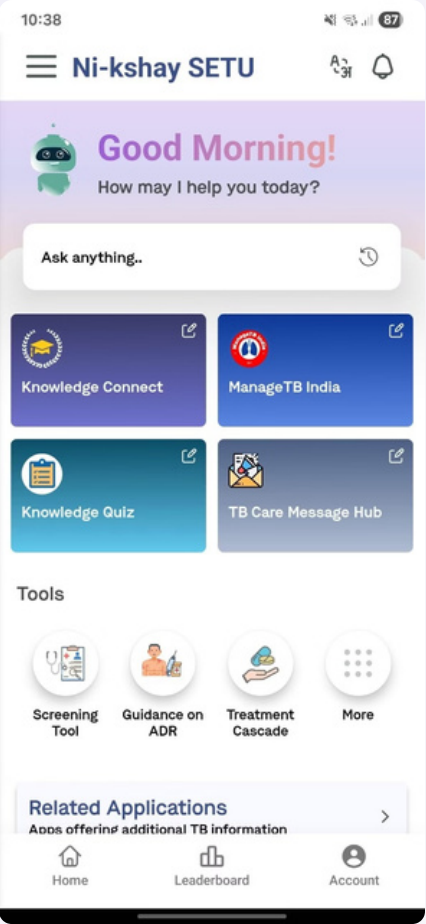 10:38
87
Ni-kshay SETU
Good Morning!
How may I help you today?
Ask anything..
Knowledge Connect
ManageTB India
Knowledge Quiz
TB Care Message Hub
Tools
Screening Tool
Guidance on ADR
Treatment Cascade
More
Related Applications
Apps offering additional TB information
Home
Leaderboard
Account